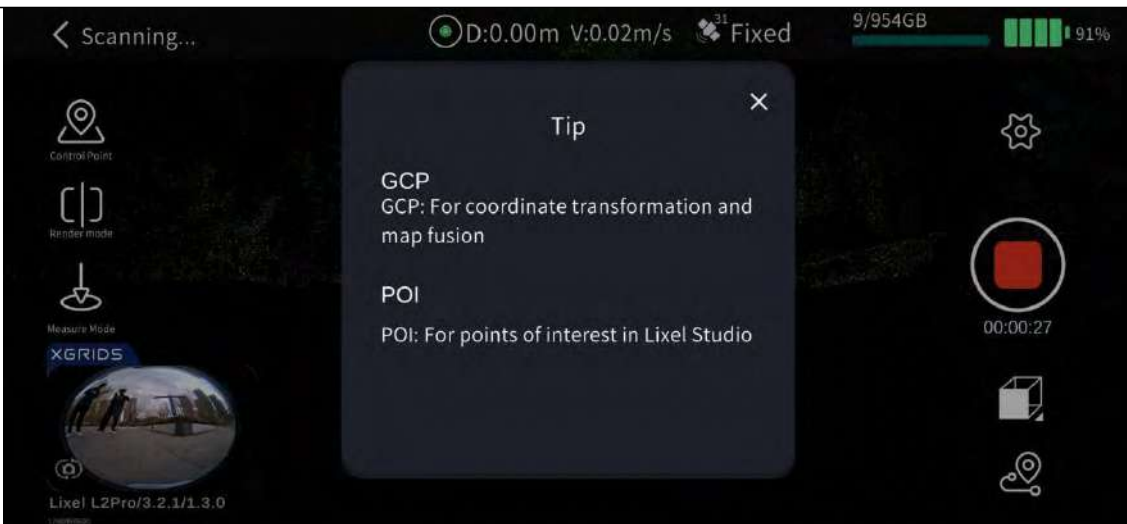 Scanning...
D:0.00m V:0.02m/s
31
Fixed
9/954GB
91%
Tip
Control Point
GCP
GCP: For coordinate transformation and
map fusion
Render mode
POI
POI: For points of interest in Lixel Studio
Measure Mode
00:00:27
XGRIDS
Lixel L2Pro/3.2.1/1.3.0